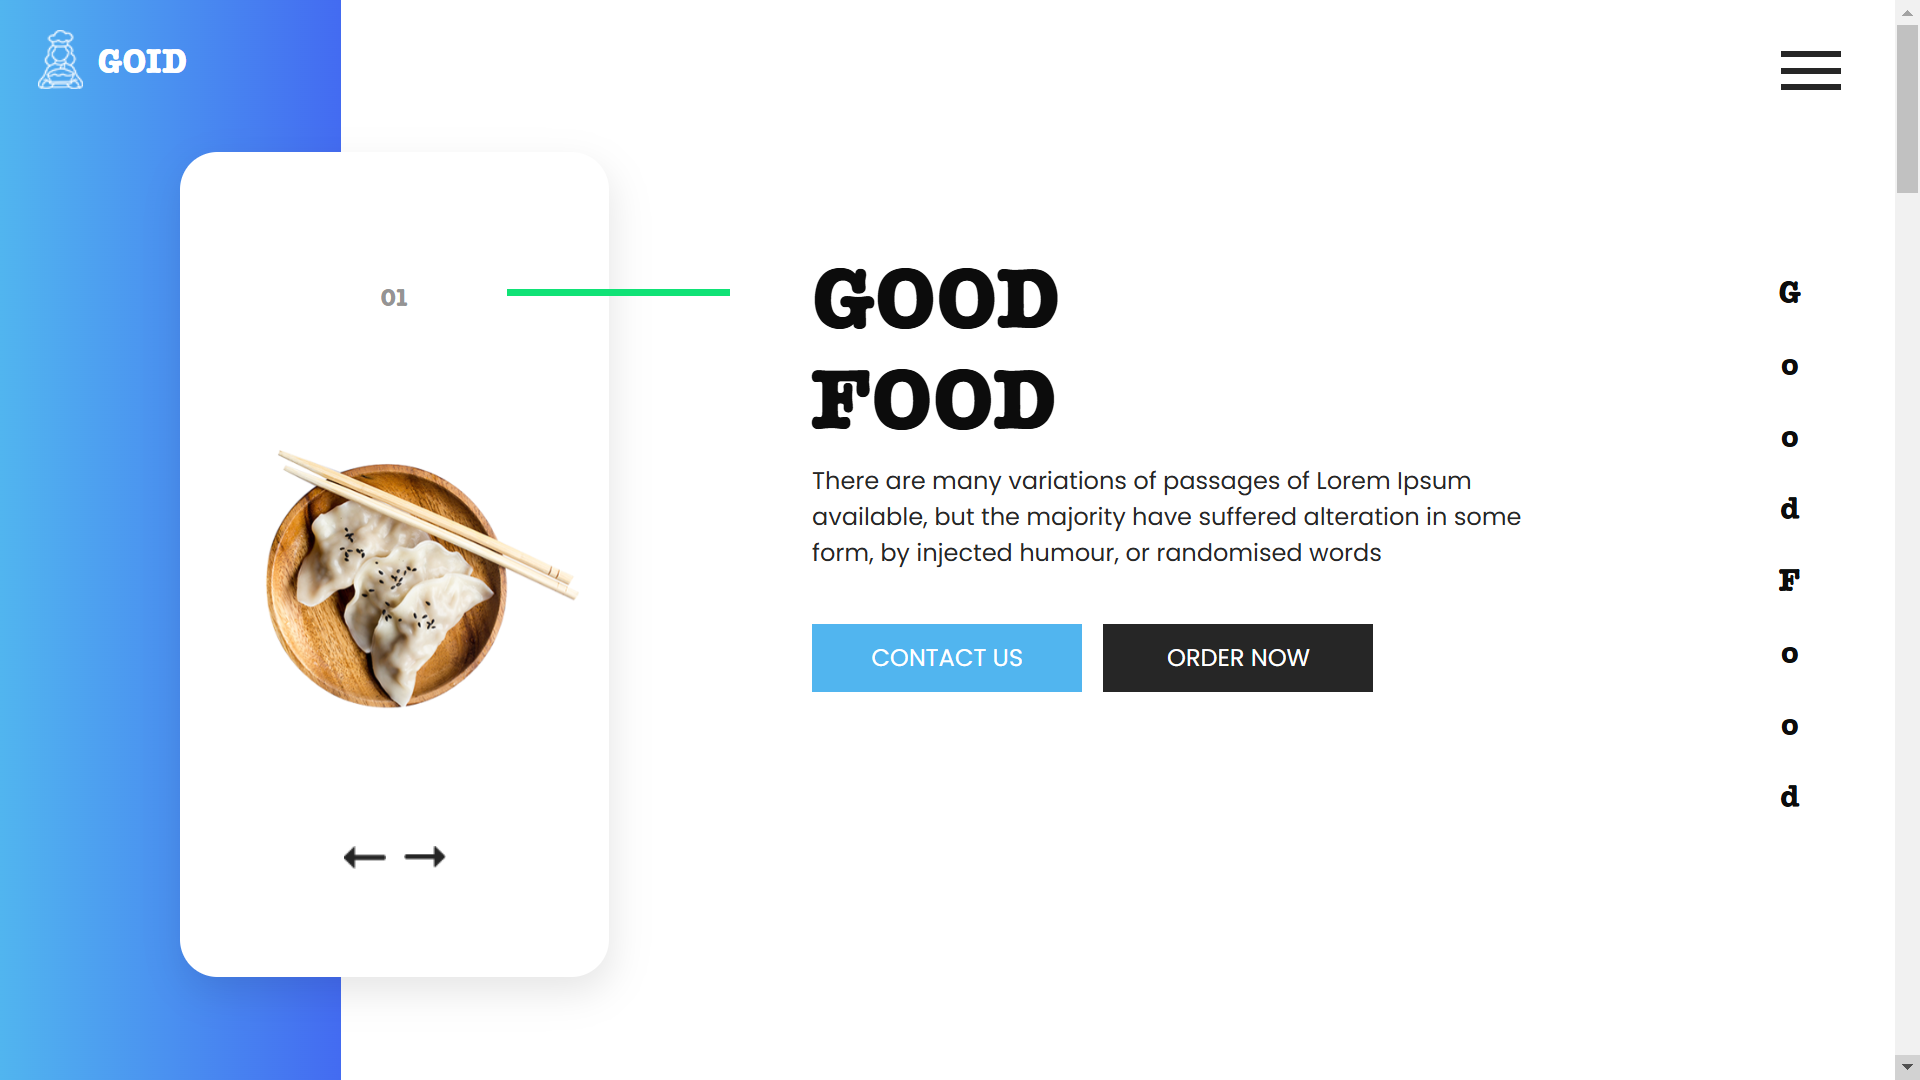 GOID
01
GOOD
FOOD
There are many variations of passages of Lorem Ipsum
available, but the majority have suffered alteration in some
form, by injected humour, or randomised words
CONTACT US
ORDER NOW
G
o
o
d
F
o
o
d